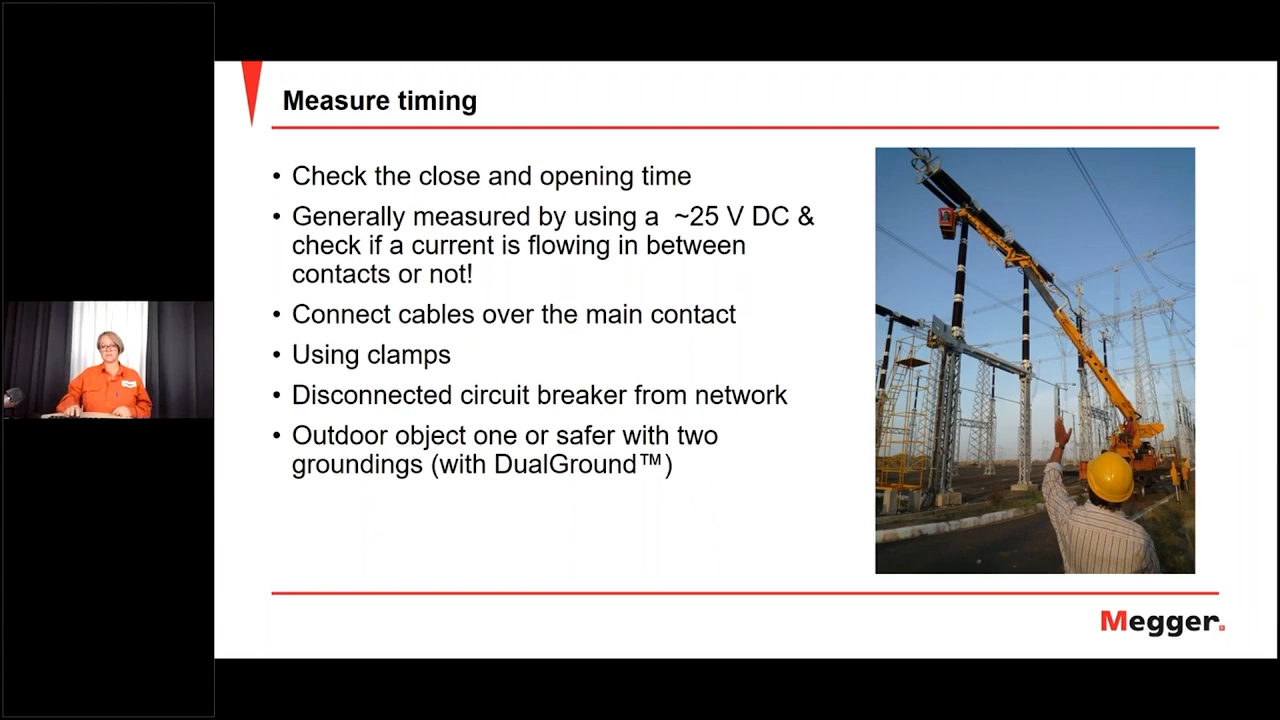 Measure timing
• Check the close and opening time
• Generally measured by using a ~25 V DC &
check if a current is flowing in between
contacts or not!
• Connect cables over the main contact
• Using clamps
• Disconnected circuit breaker from network
• Outdoor object one or safer with two
groundings (with DualGround™)
Megger.